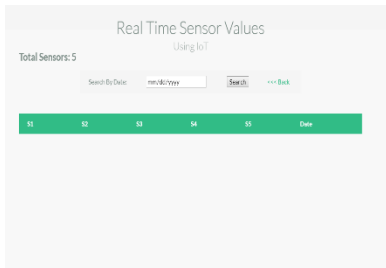 Real Time Sensor Values
Using IoT
Total Sensors: 5
Search By Date: mm/dd/yyyy Search <<< Back
S1 S2 S3 S4 S5 Date